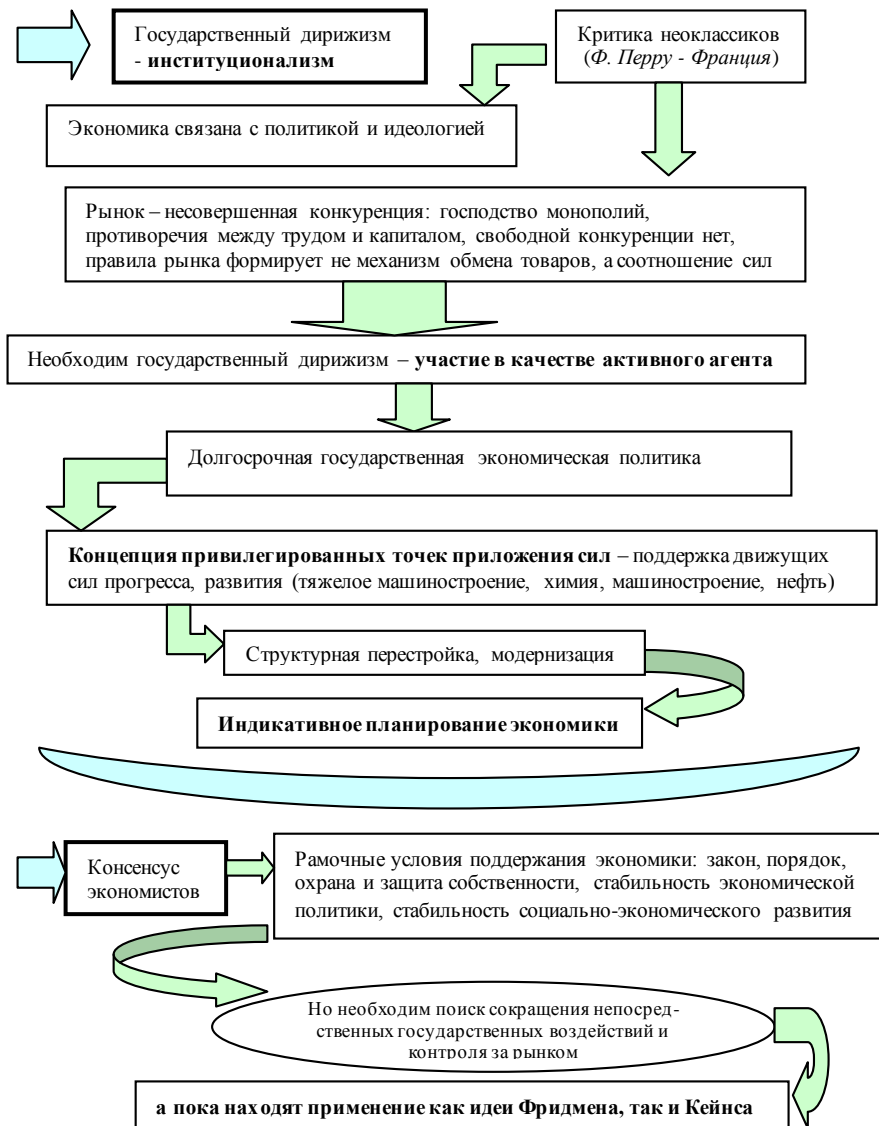 Государственный дирижизм
- институционализм
Критика неоклассиков
(Ф. Перру - Франция)
Экономика связана с политикой и идеологией
Рынок – несовершенная конкуренция: господство монополий,
противоречия между трудом и капиталом, свободной конкуренции нет,
правила рынка формирует не механизм обмена товаров, а соотношение сил
Необходим государственный дирижизм – участие в качестве активного агента
Долгосрочная государственная экономическая политика
Концепция привилегированных точек приложения сил – поддержка движущих
сил прогресса, развития (тяжелое машиностроение, химия, машиностроение, нефть)
Структурная перестройка, модернизация
Индикативное планирование экономики
Консенсус
экономистов
Рамочные условия поддержания экономики: закон, порядок,
охрана и защита собственности, стабильность экономической
политики, стабильность социально-экономического развития
Но необходим поиск сокращения непосред-
ственных государственных воздействий и
контроля за рынком
а пока находят применение как идеи Фридмена, так и Кейнса